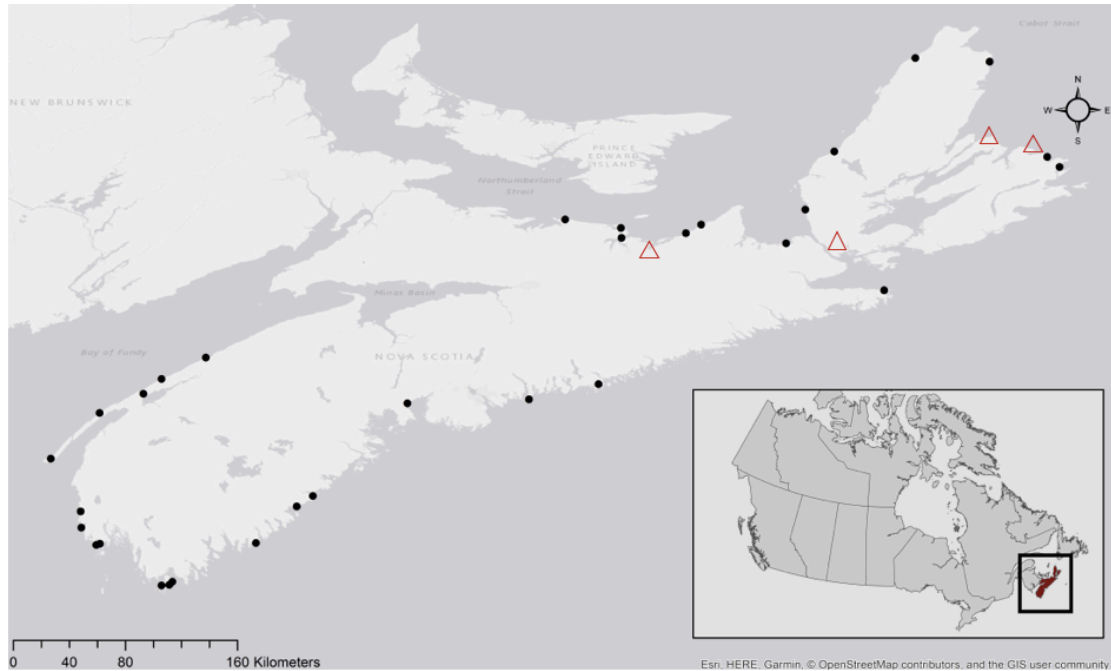 Cabot Strait
N
W E
S
NEW BRUNSWICK
PRINCE
EDWARD
ISLAND
Northumberland
Strait
Minas Basin
Bay of Fundy
NOVA SCOTIA
0 40 80 160 Kilometers
Esri, HERE, Garmin, © OpenStreetMap contributors, and the GIS user community